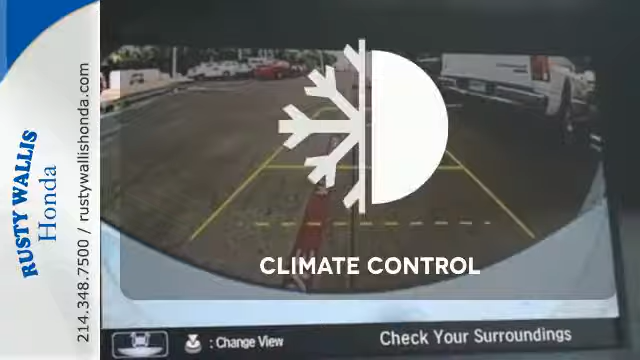 RUSTY WALLIS
Honda
214.348.7500 / rustywallishonda.com
CLIMATE CONTROL
: Change View
Check Your Surroundings